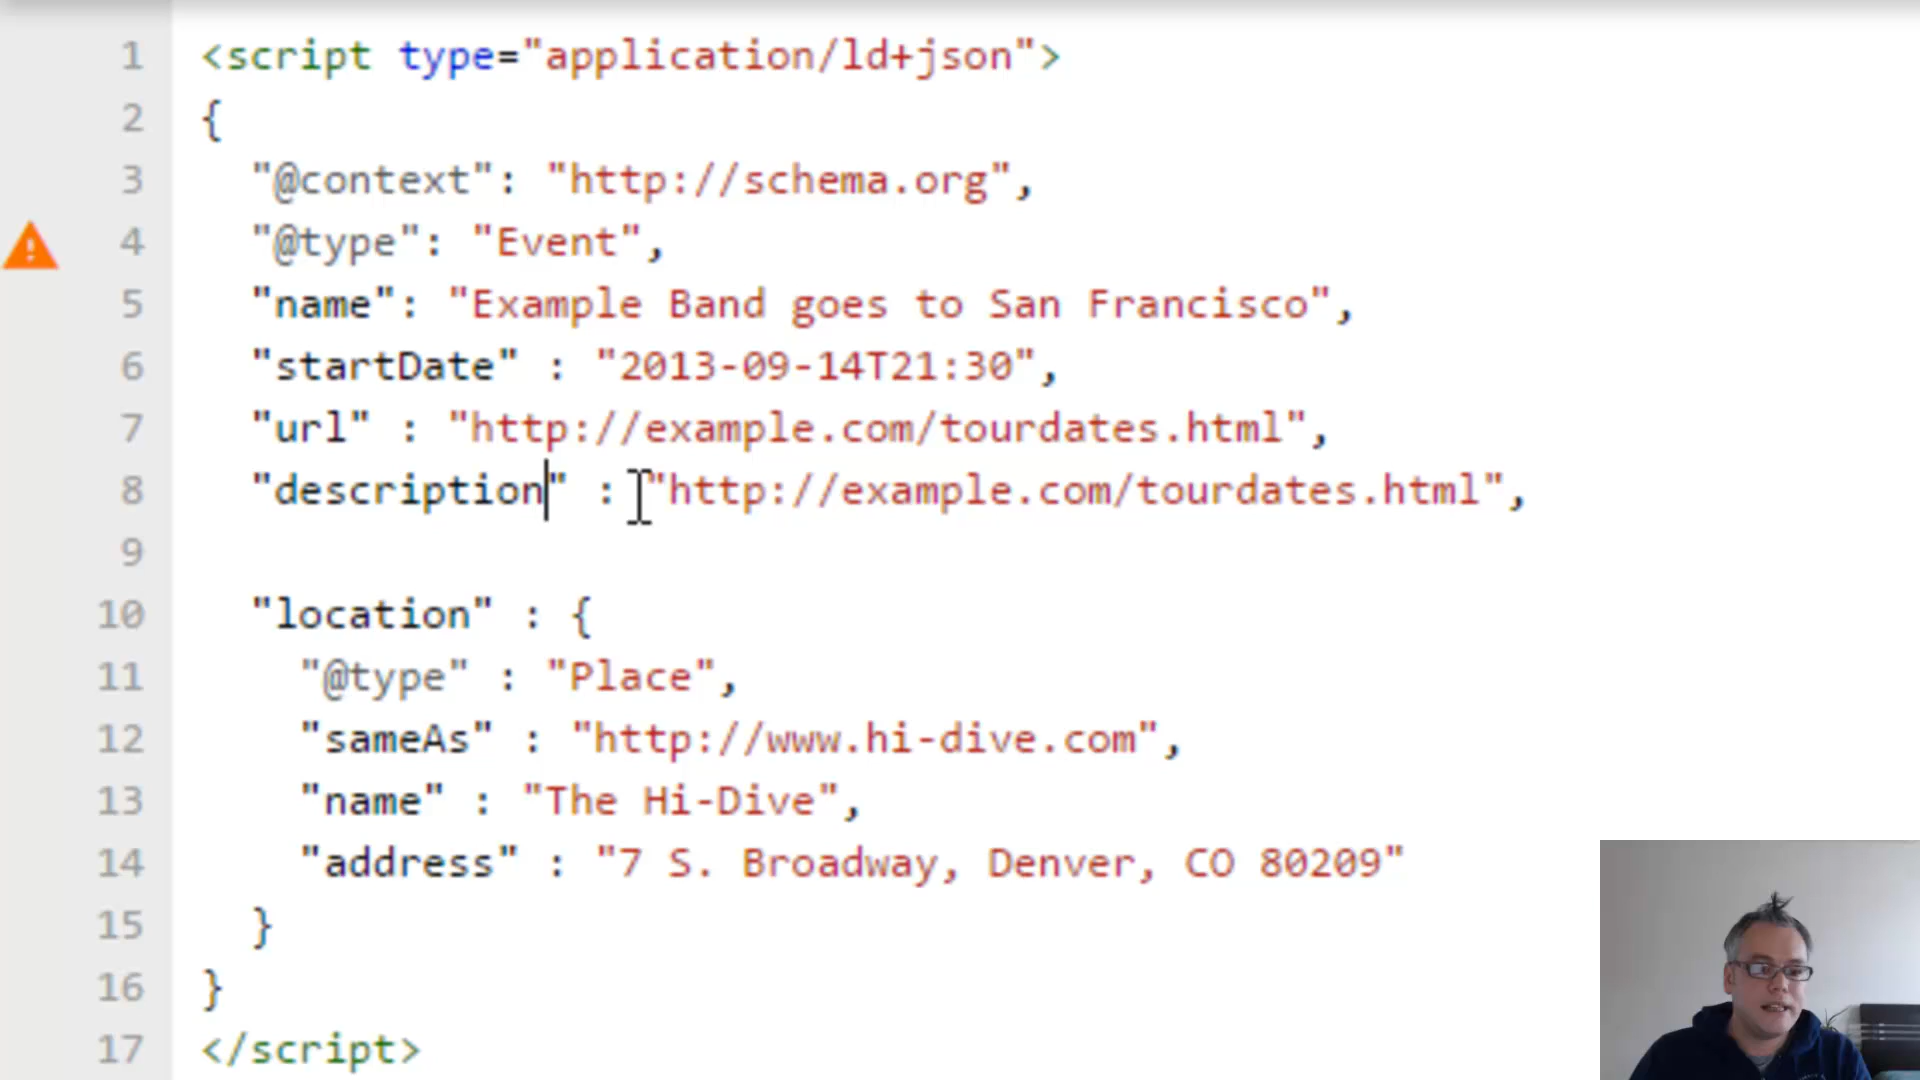 1 <script type="application/ld+json">
2 {
3 "@context": "http://schema.org",
4 "@type": "Event",
5 "name": "Example Band goes to San Francisco",
6 "startDate" : "2013-09-14T21:30",
7 "url" : "http://example.com/tourdates.html",
8 "description" : "http://example.com/tourdates.html",
9
10 "location" : {
11 "@type" : "Place",
12 "sameAs" : "http://www.hi-dive.com",
13 "name" : "The Hi-Dive",
14 "address" : "7 S. Broadway, Denver, CO 80209"
15 }
16 }
17 </script>